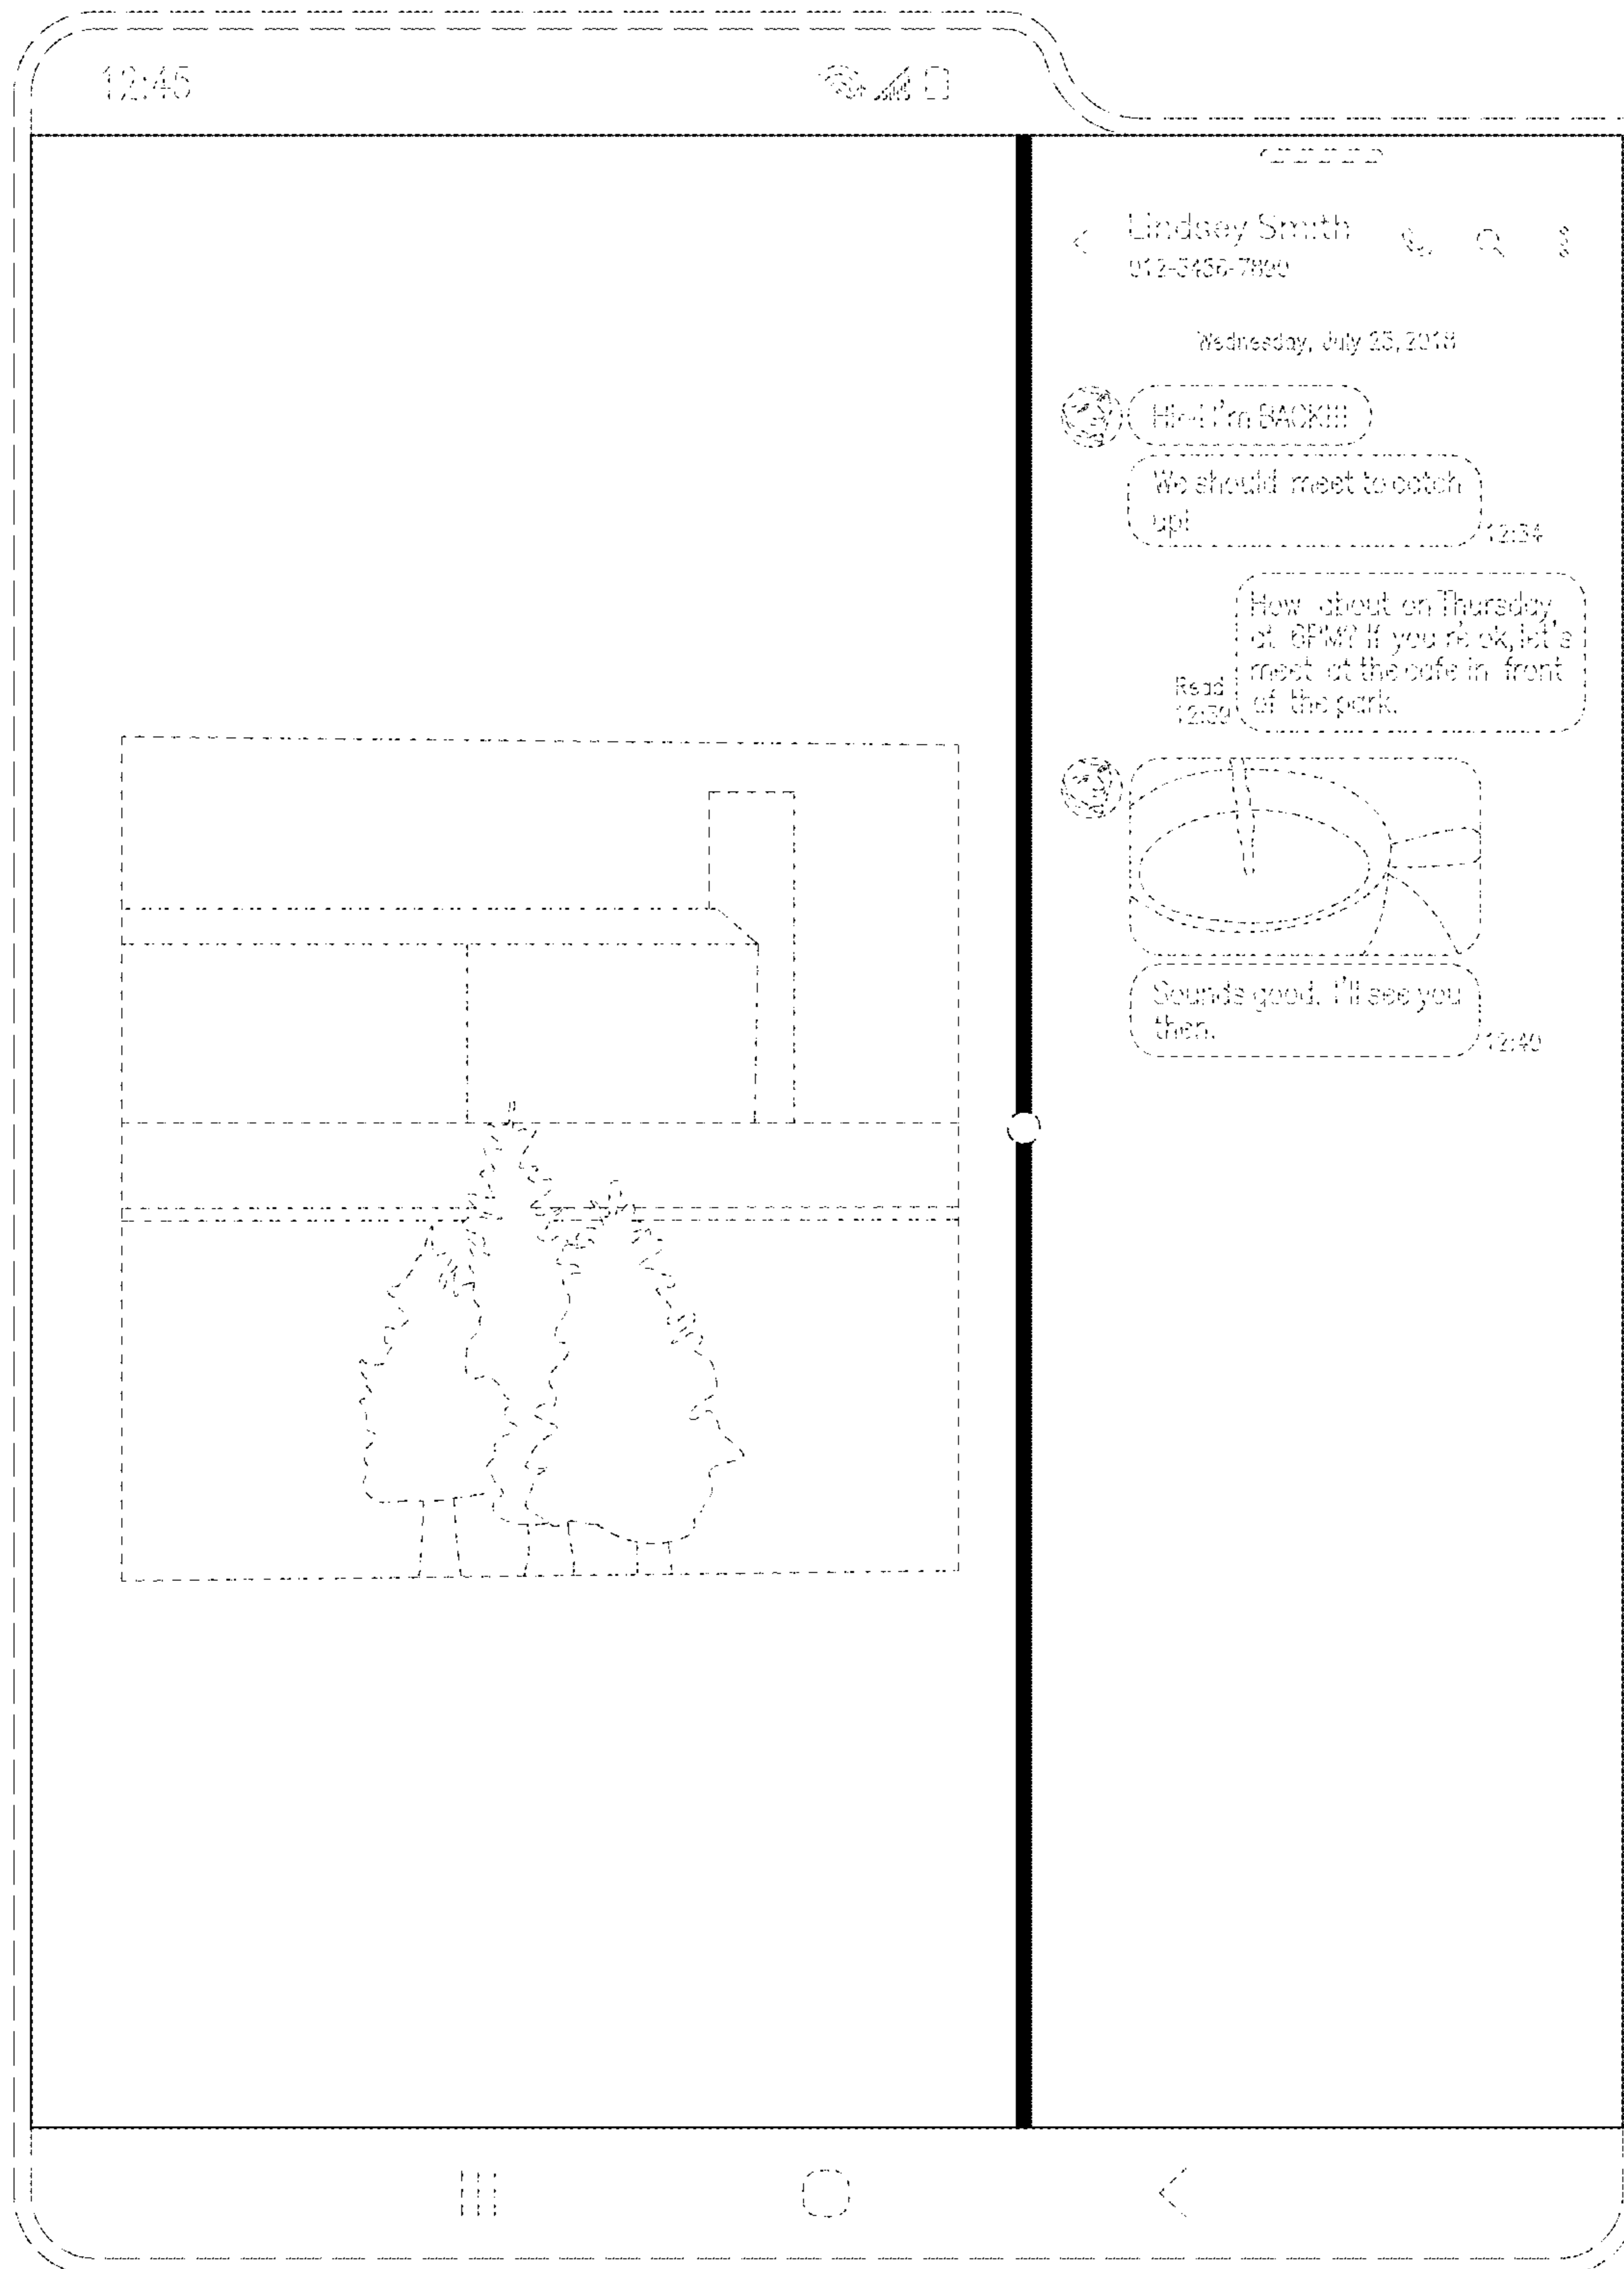 12:45
Lindsey Smith
012-3456-7890
Wednesday, July 25, 2018
Hi~! I'm BACK!!!
We should meet to catch
up!
12:34
How about on Thursday
at 6PM? If you're ok, let's
meet at the cafe in front
of the park.
Read
12:39
Sounds good. I'll see you
then.
12:40